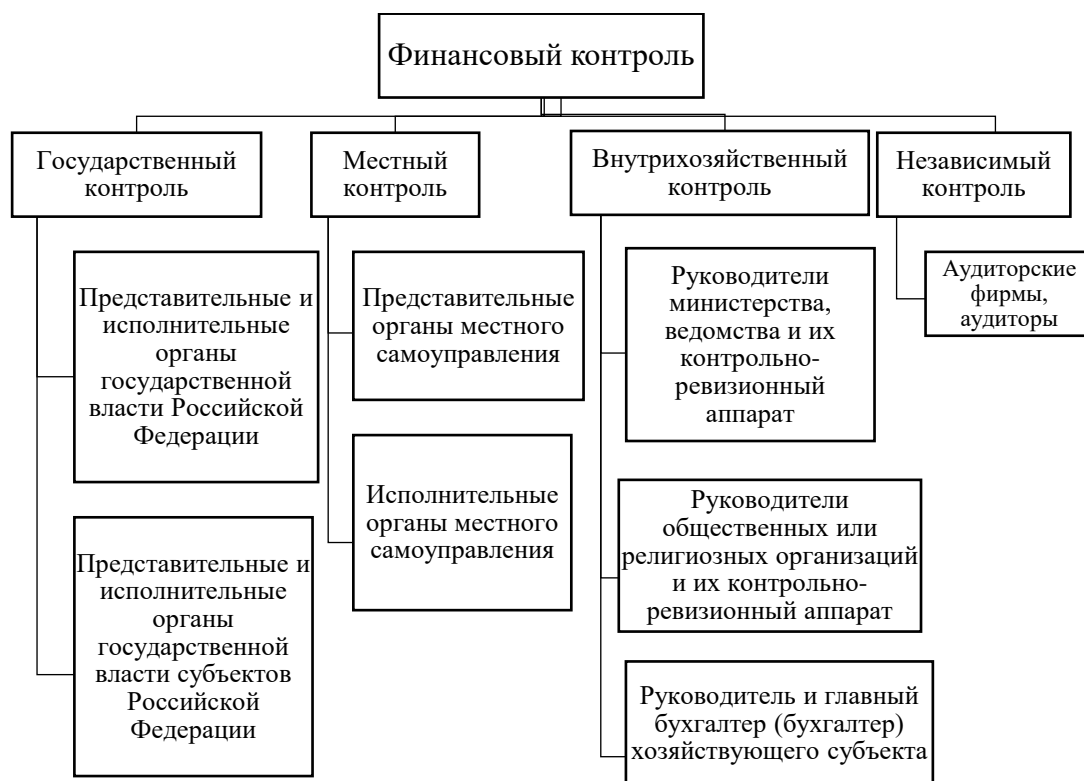 Финансовый контроль
Государственный
контроль
Местный
контроль
Внутрихозяйственный
контроль
Независимый
контроль
Представительные и
исполнительные
органы
государственной
власти Российской
Федерации
Представительные и
исполнительные
органы
государственной
власти субъектов
Российской
Федерации
Представительные
органы местного
самоуправления
Исполнительные
органы местного
самоуправления
Руководители
министерства,
ведомства и их
контрольно-
ревизионный
аппарат
Руководители
общественных или
религиозных организаций
и их контрольно-
ревизионный аппарат
Руководитель и главный
бухгалтер (бухгалтер)
хозяйствующего субъекта
Аудиторские
фирмы,
аудиторы